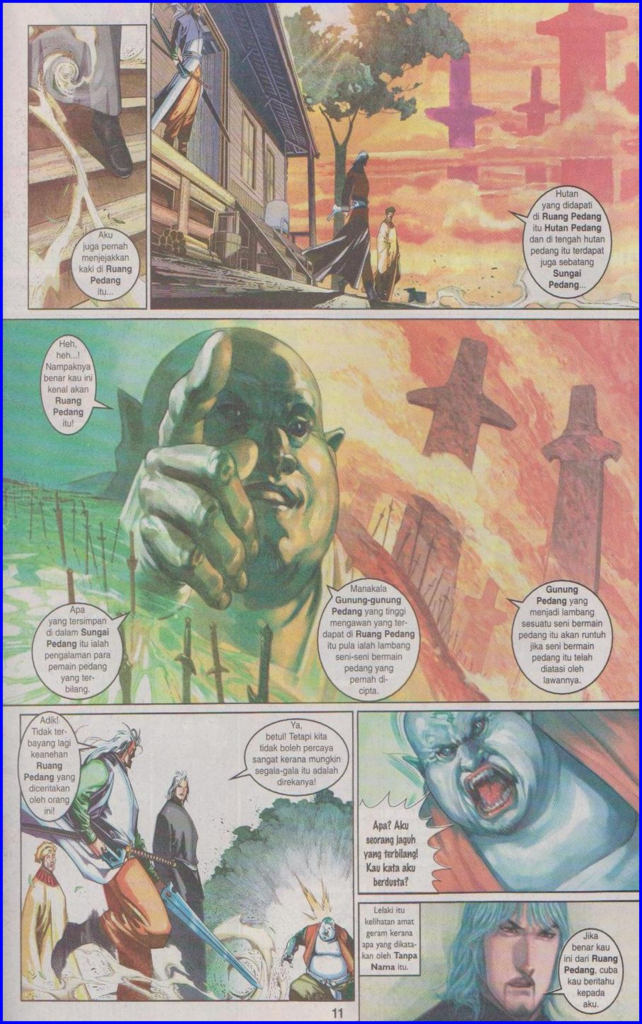 Aku
juga pernah
menjejakkan
kaki di Ruang
Pedang
itu...
Hutan
yang didapati
di Ruang Pedang
itu Hutan Pedang
dan di tengah hutan
pedang itu terdapat
juga sebatang
Sungai
Pedang...
Heh,
heh...!
Nampaknya
benar kau ini
kenal akan
Ruang
Pedang
itu!
Apa
yang tersimpan
di dalam Sungai
Pedang itu ialah
pengalaman para
pemain pedang
yang ter-
bilang.
Manakala
Gunung-gunung
Pedang yang tinggi
mengawan yang ter-
dapat di Ruang Pedang
itu pula ialah lambang
seni-seni bermain
pedang yang
pernah di-
cipta.
Gunung
Pedang yang
menjadi lambang
sesuatu seni bermain
pedang itu akan runtuh
jika seni bermain
pedang itu telah
diatasi oleh
lawannya.
Adik!
Tidak ter-
bayang lagi
keanehan
Ruang
Pedang yang
diceritakan
oleh orang
ini!
Ya,
betul! Tetapi kita
tidak boleh percaya
sangat kerana mungkin
segala-gala itu adalah
direkanya!
Apa? Aku
seorang jaguh
yang terbilang!
Kau kata aku
berdusta?
Lelaki itu
kelihatan amat
geram kerana
apa yang dikata-
kan oleh Tanpa
Nama itu.
Jika
benar kau
ini dari Ruang
Pedang, cuba
kau beritahu
kepada
aku.
11